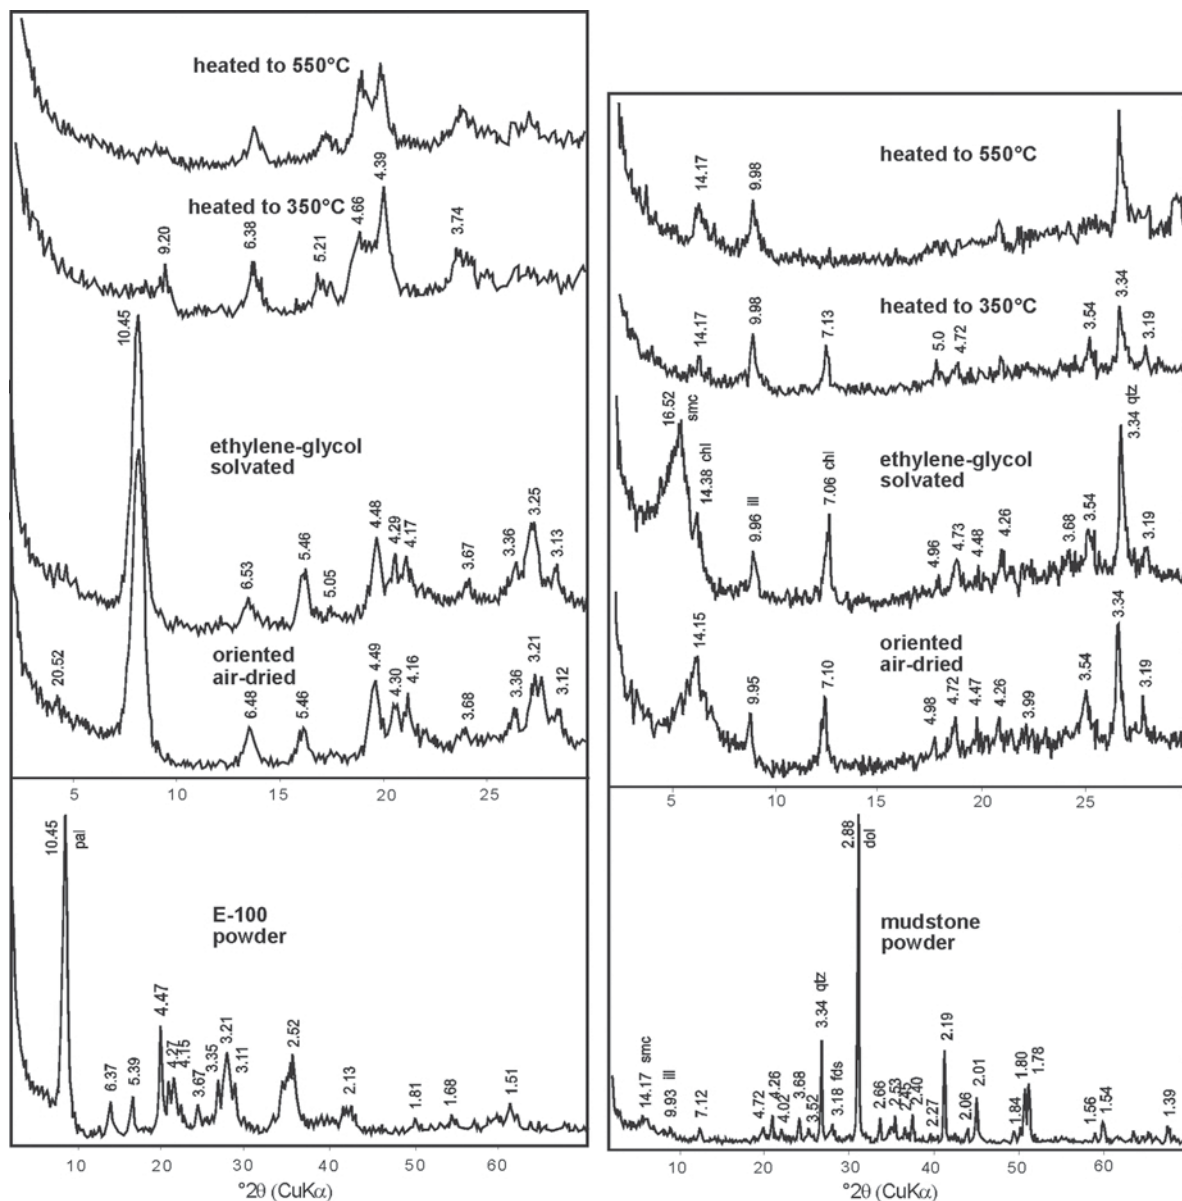 heated to 550°C
heated to 350°C
9.20
6.38
5.21
4.66
4.39
3.74
10.45
ethylene-glycol
solvated
6.53
5.46
5.05
4.48
4.29
4.17
3.67
3.36
3.25
3.13
oriented
air-dried
20.52
6.48
5.46
4.49
4.30
4.16
3.68
3.36
3.21
3.12
5 10 15 20 25
10.45 pal
E-100
powder
6.37
5.39
4.47
4.27
4.15
3.67
3.35
3.21
3.11
2.52
2.13
1.81
1.68
1.51
10 20 30 40 50 60
°2θ (CuKα)
heated to 550°C
14.17
9.98
heated to 350°C
14.17
9.98
7.13
5.0
4.72
3.54
3.34
3.19
ethylene-glycol
solvated
16.52 smc
14.38 chl
9.96 ill
7.06 chl
4.96
4.73
4.48
4.26
3.68
3.54
3.34 qtz
3.19
oriented
air-dried
14.15
9.95
7.10
4.98
4.72
4.47
4.26
3.99
3.54
3.34
3.19
5 10 15 20 25
mudstone
powder
14.17 smc
9.93 ill
7.12
4.72
4.26
4.02
3.68
3.52
3.34 qtz
3.18 fds
2.88 dol
2.66
2.53
2.45
2.40
2.27
2.19
2.06
2.01
1.84
1.80
1.78
1.56
1.54
1.39
10 20 30 40 50 60
°2θ (CuKα)